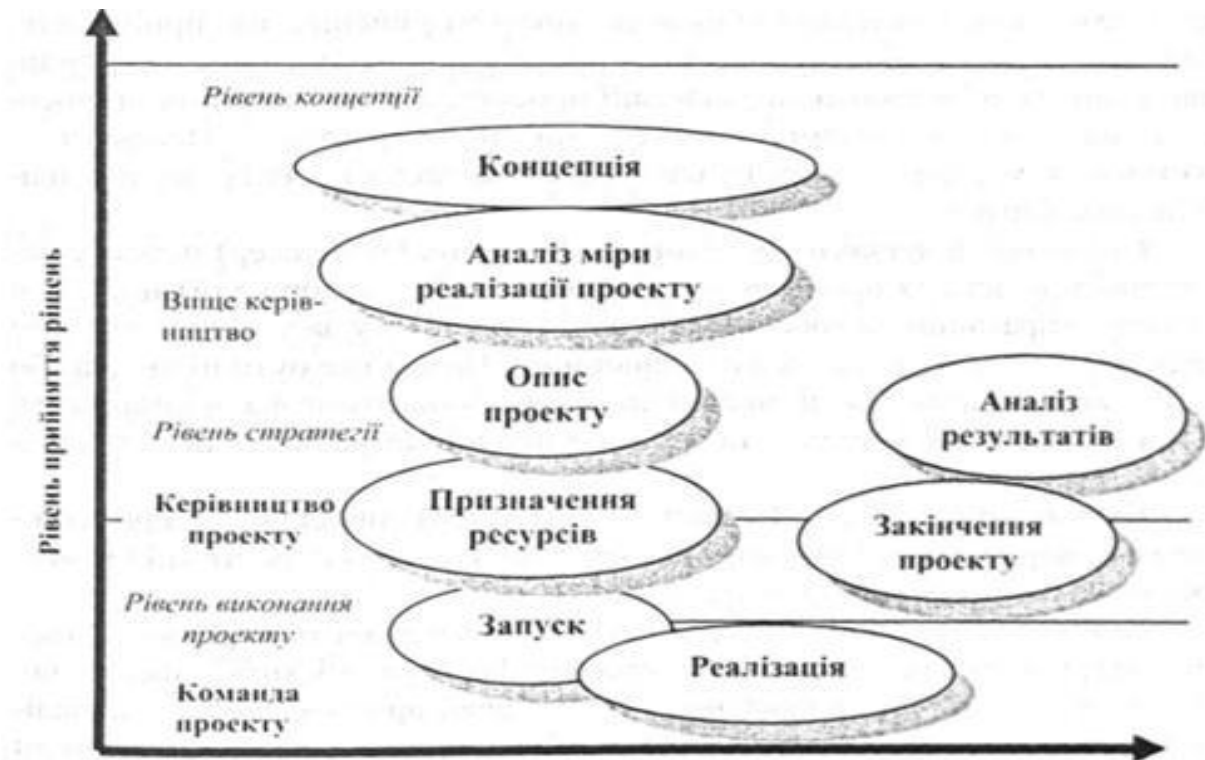 Рівень концепції
Концепція
Аналіз міри
реалізації проекту
Вище керів-
ництво
Опис
проекту
Рівень стратегії
Аналіз
результатів
Керівництво
проекту
Призначення
ресурсів
Закінчення
проекту
Рівень виконання
проекту
Запуск
Реалізація
Команда
проекту
Рівень прийняття рішень